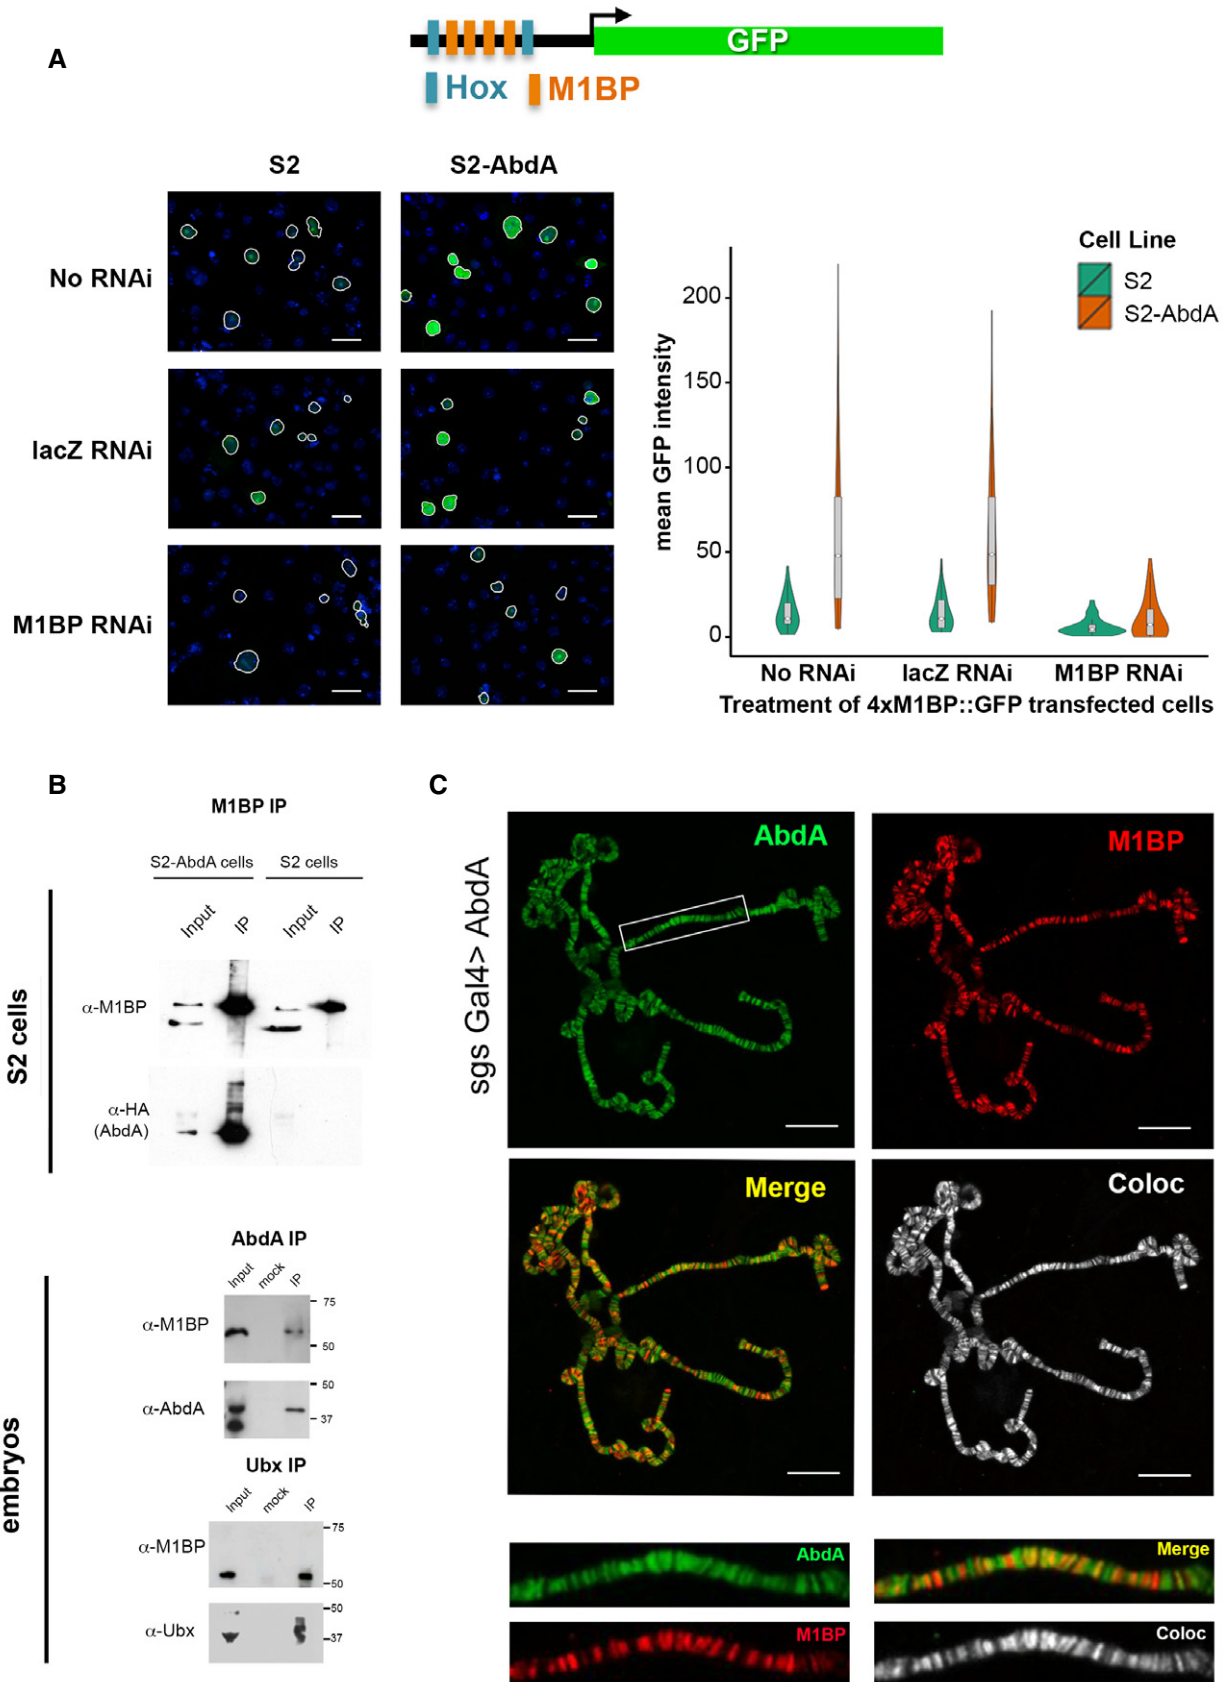 A
GFP
Hox
M1BP
S2
S2-AbdA
No RNAi
lacZ RNAi
M1BP RNAi
Cell Line
S2
S2-AbdA
mean GFP intensity
200
150
100
50
0
No RNAi
lacZ RNAi
M1BP RNAi
Treatment of 4xM1BP::GFP transfected cells
B
M1BP IP
S2-AbdA cells
S2 cells
Input
IP
Input
IP
S2 cells
α-M1BP
α-HA
(AbdA)
embryos
AbdA IP
Input
mock
IP
α-M1BP
75
50
α-AbdA
50
37
Ubx IP
Input
mock
IP
α-M1BP
75
50
α-Ubx
50
37
C
sgs Gal4> AbdA
AbdA
M1BP
Merge
Coloc
AbdA
Merge
M1BP
Coloc